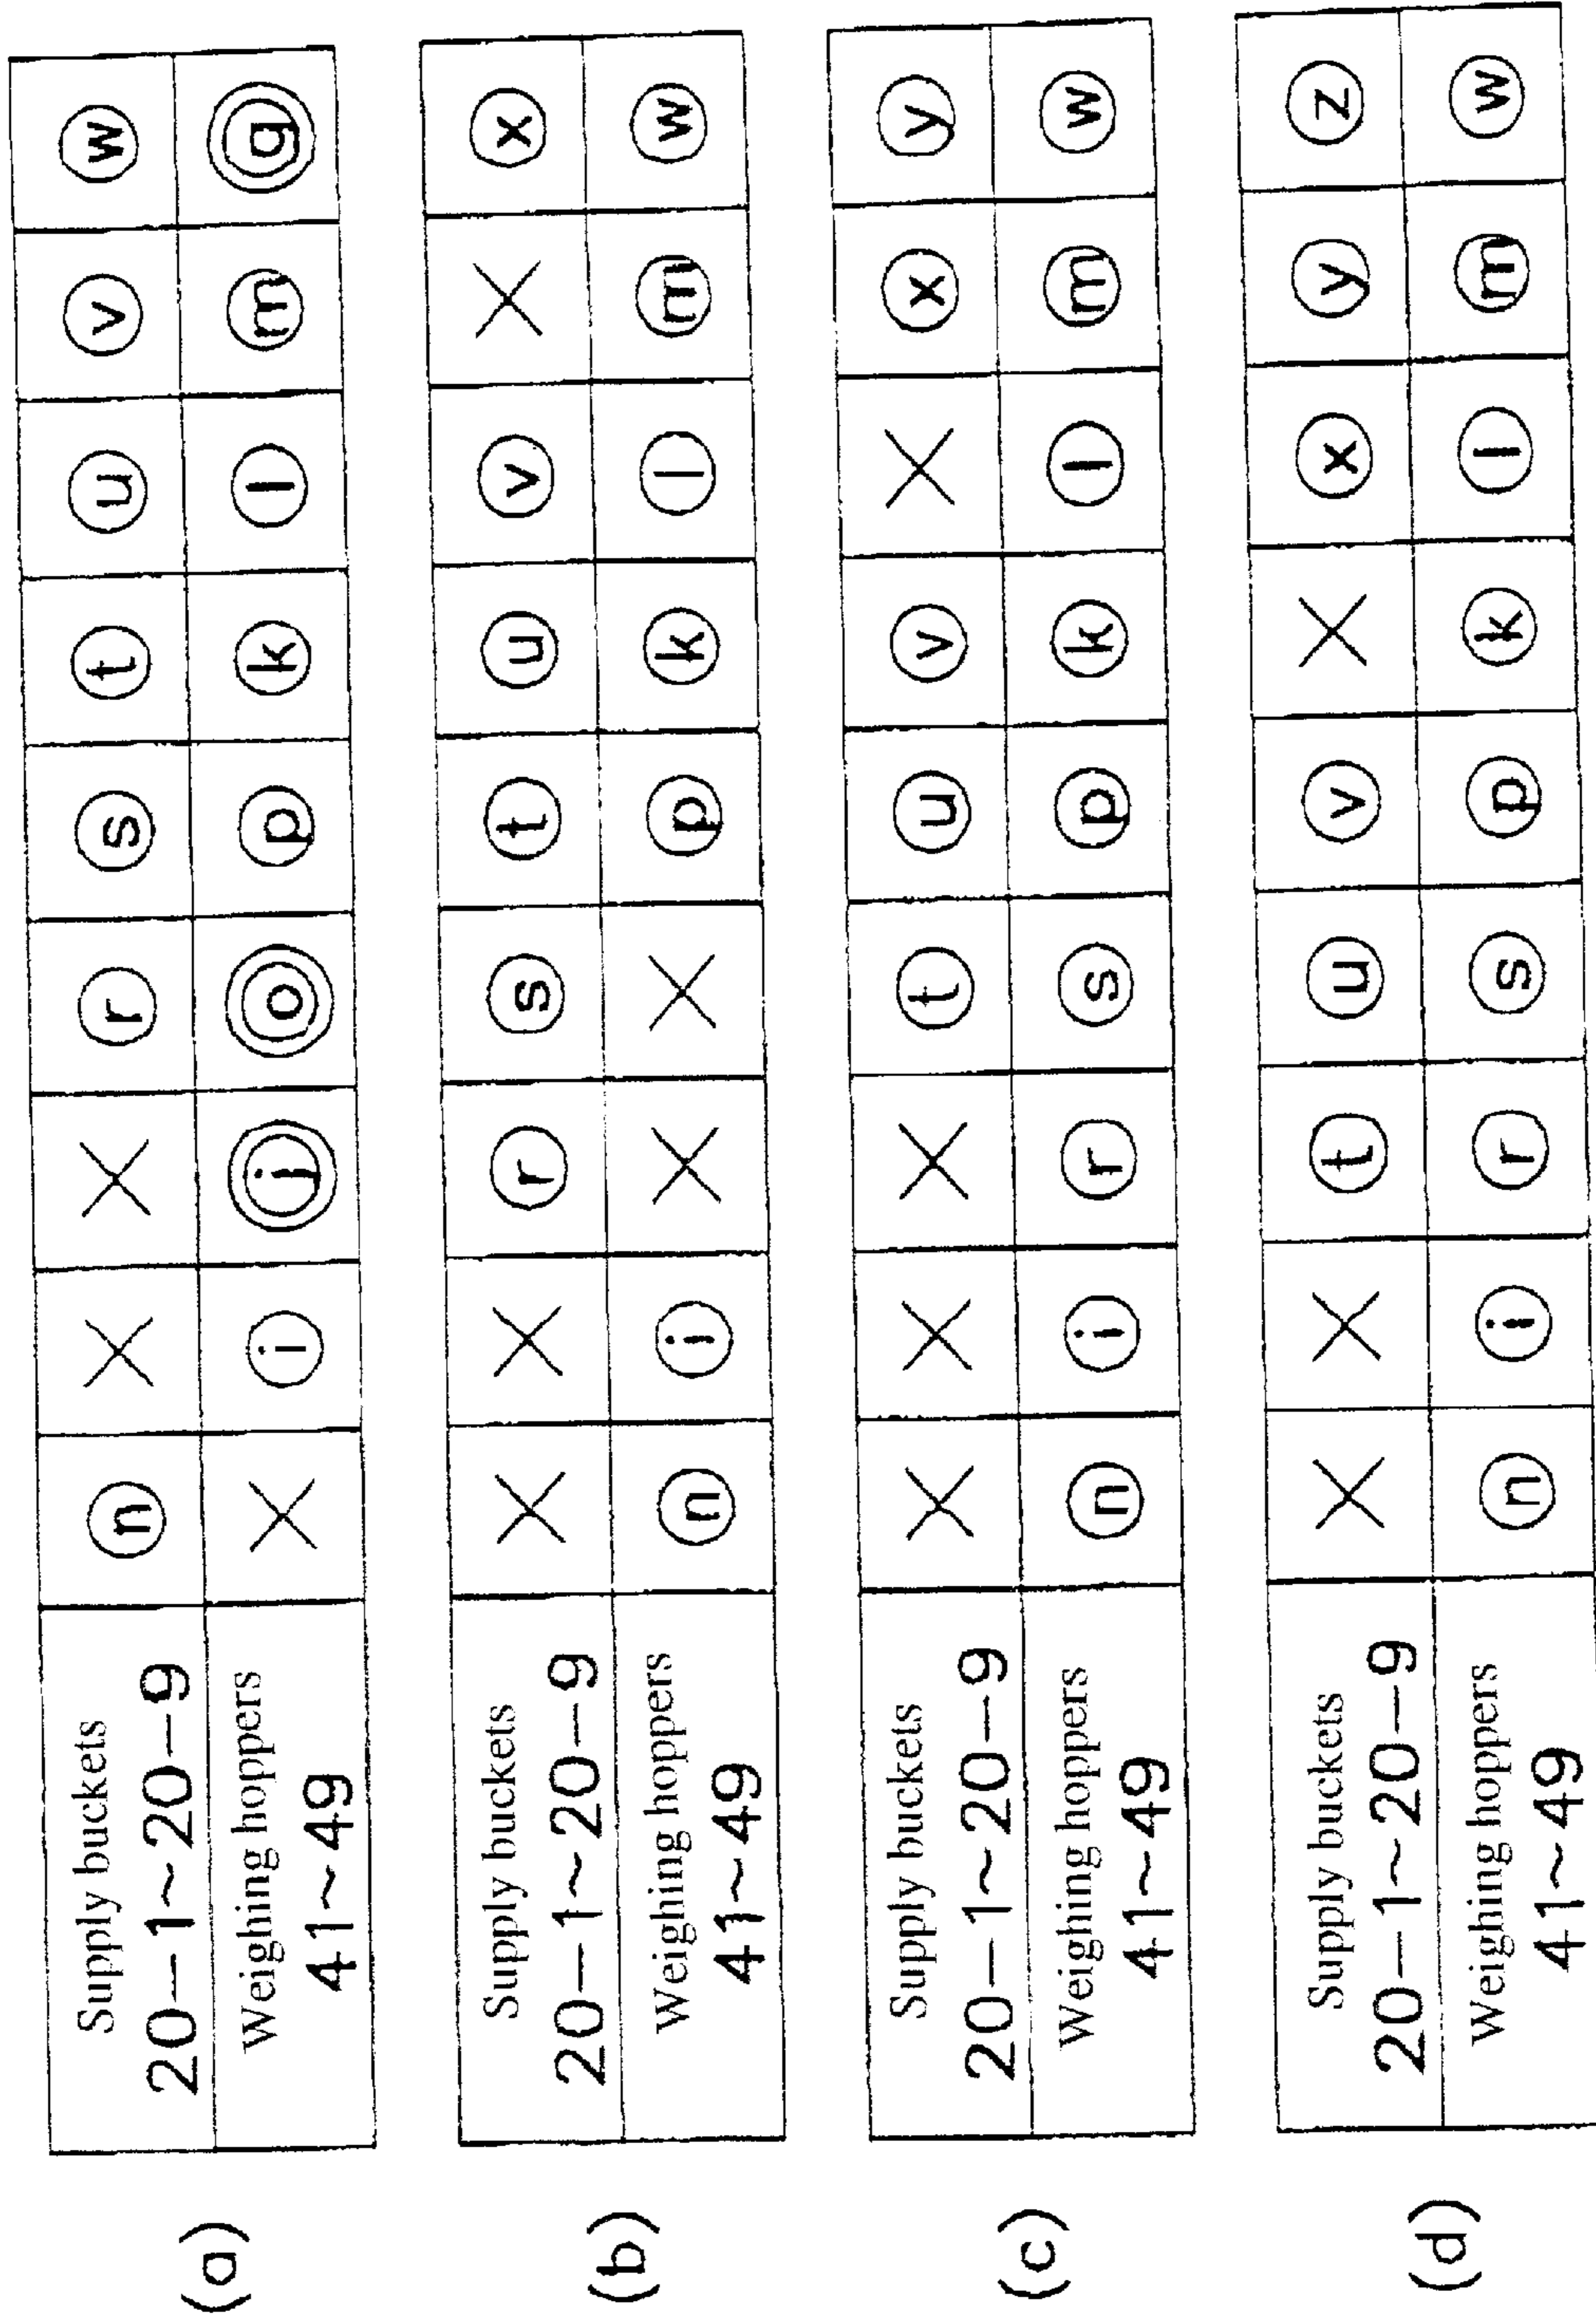 (a)
Supply buckets
20-1~20-9 n × × r s t u v w
Weighing hoppers
41~49 × i j o p k l m q
(b)
Supply buckets
20-1~20-9 × × r s t u v × x
Weighing hoppers
41~49 n i × × p k l m w
(c)
Supply buckets
20-1~20-9 × × × t u v × x y
Weighing hoppers
41~49 n i r s p k l m w
(d)
Supply buckets
20-1~20-9 × × t u v × x y z
Weighing hoppers
41~49 n i r s p k l m w